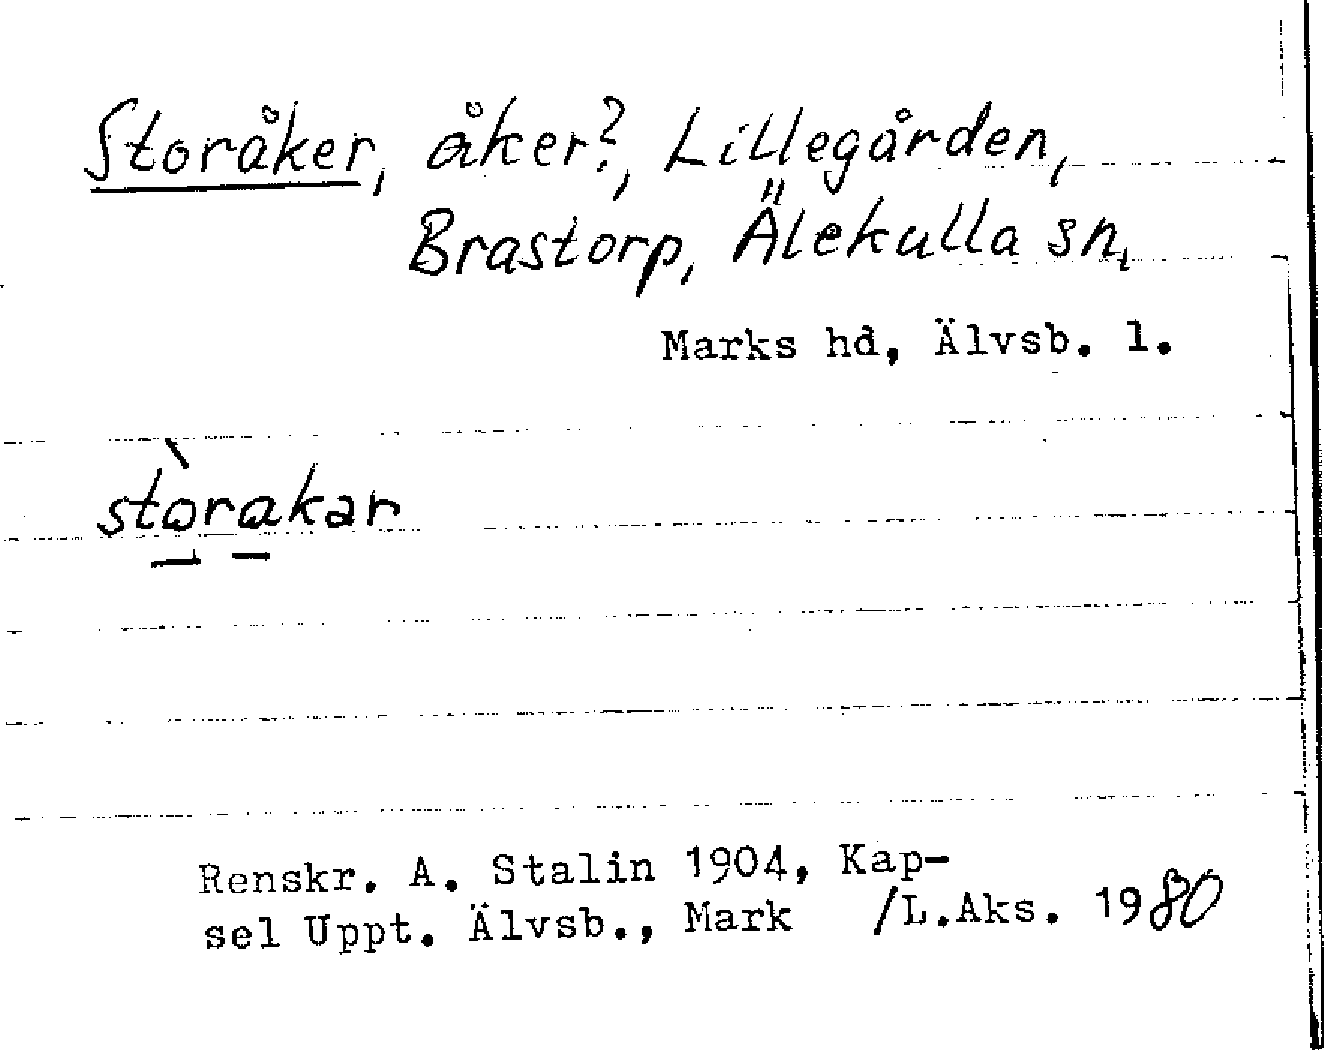 Storåker, åker?, Lillegården,
Brastorp, Älekulla sn,
Marks hd, Älvsb. l.
stòrakar
Renskr. A. Stalin 1904, Kap-
sel Uppt. Älvsb., Mark /L.Aks. 1980